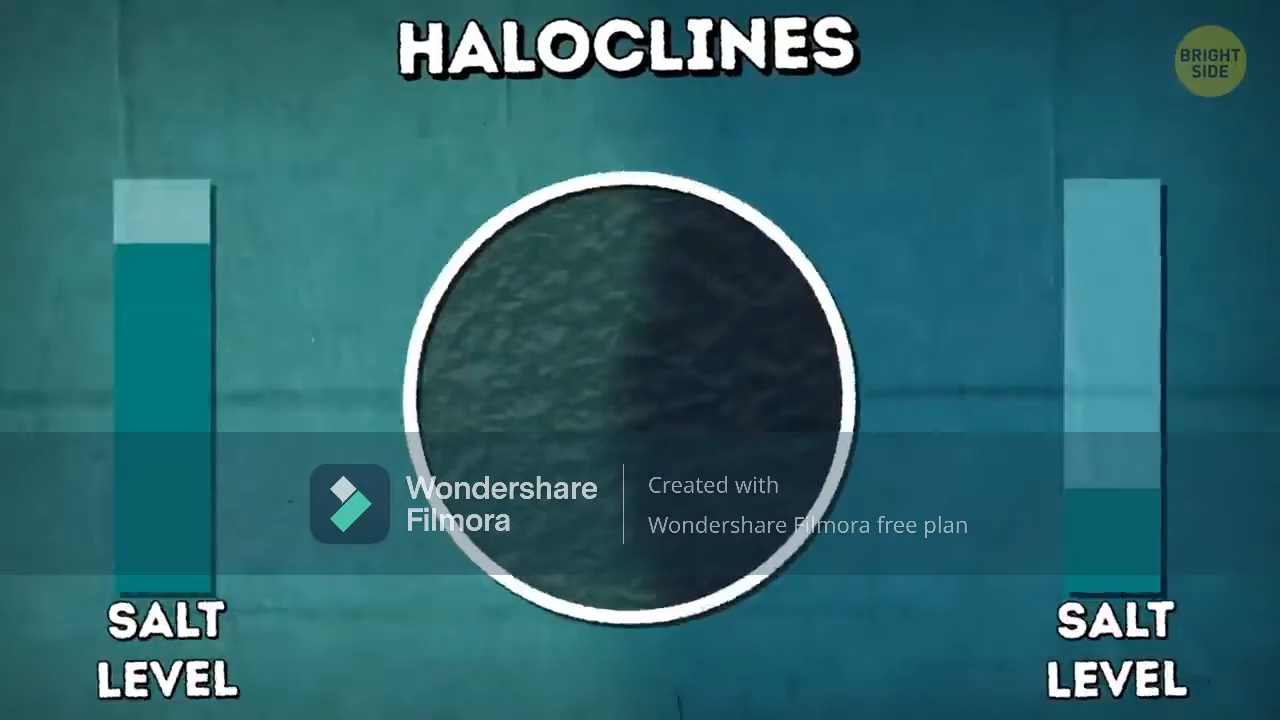 HALOCLINES
BRIGHT
SIDE
Wondershare
Filmora
Created with
Wondershare Filmora free plan
SALT
LEVEL
SALT
LEVEL